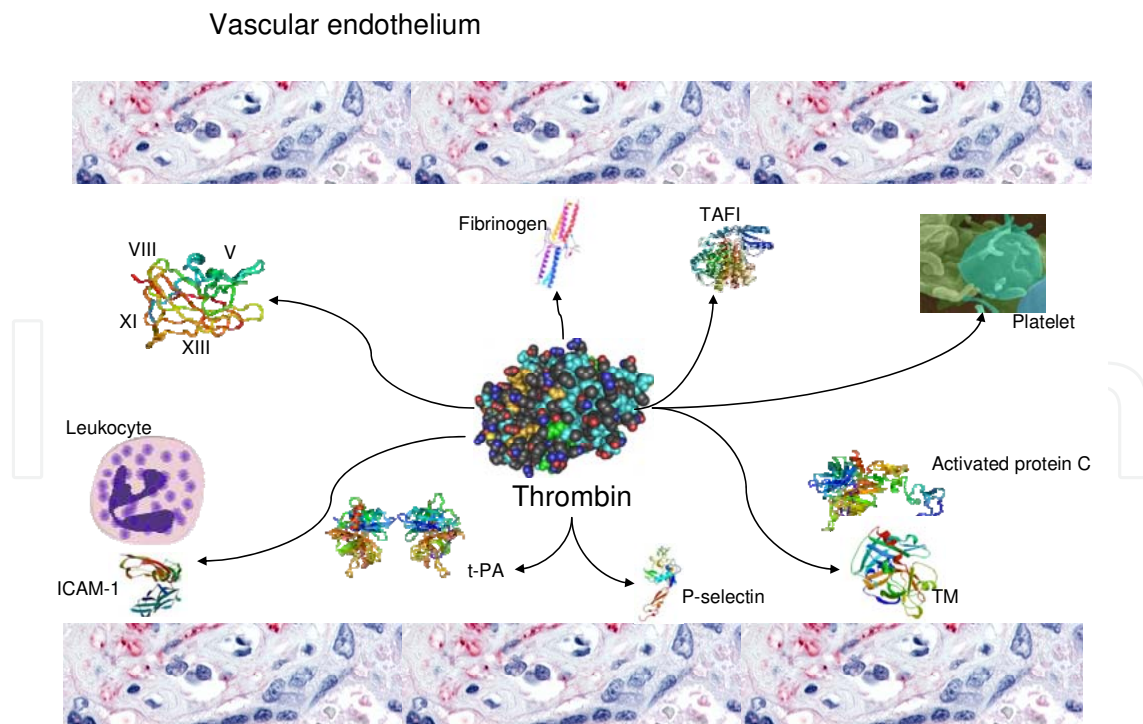 Vascular endothelium
Fibrinogen
TAFI
VIII
V
XI
XIII
Platelet
Leukocyte
Activated protein C
Thrombin
t-PA
ICAM-1
P-selectin
TM